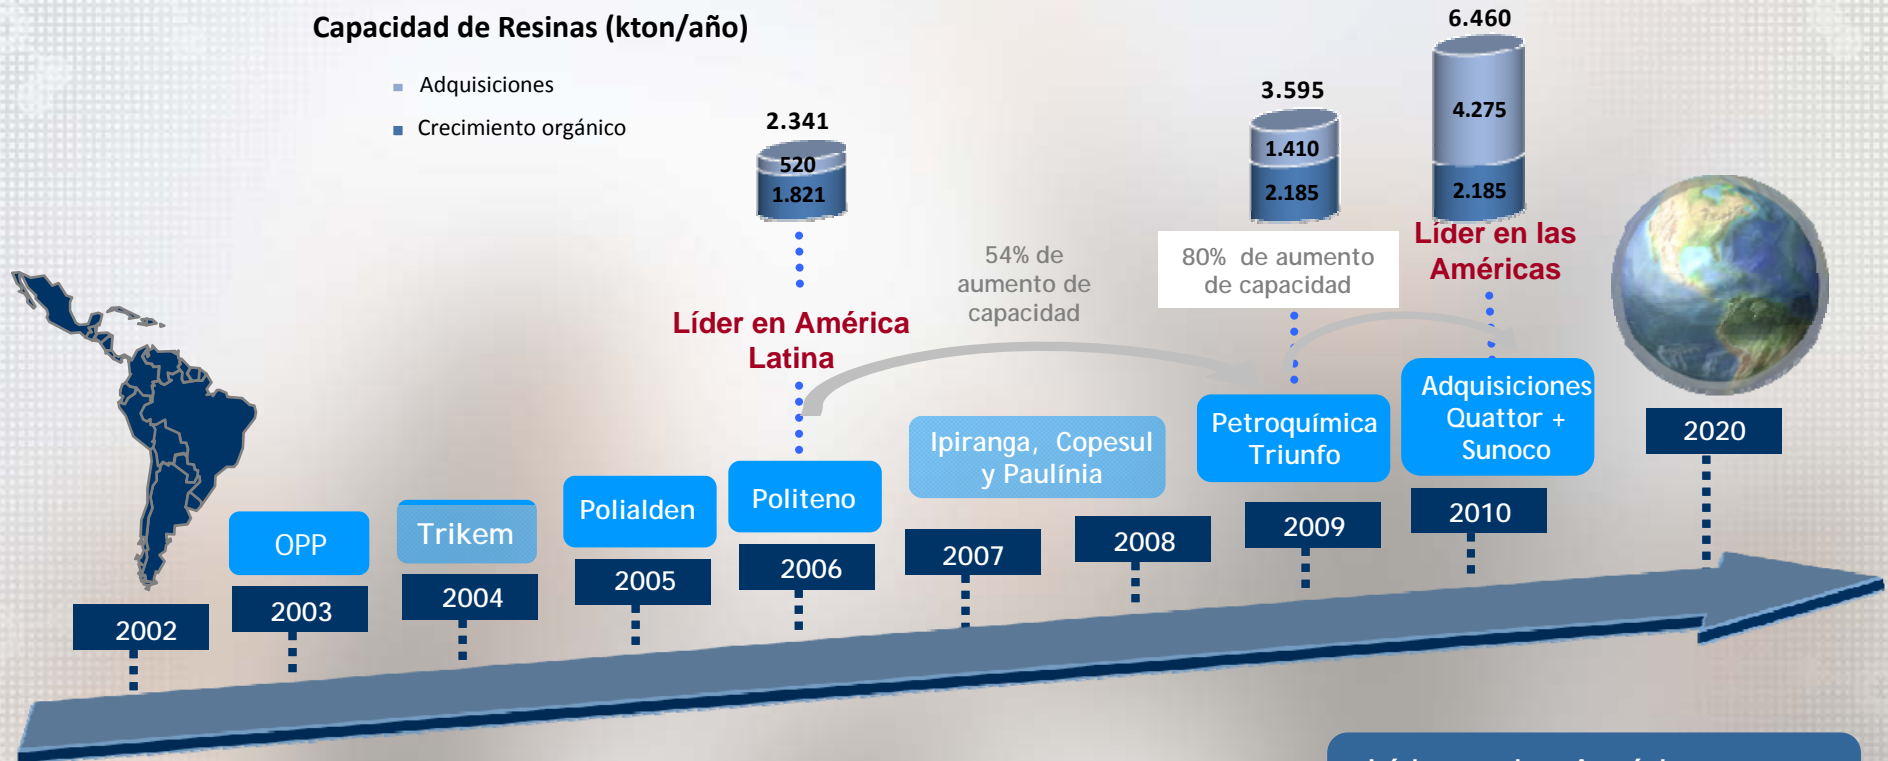 Capacidad de Resinas (kton/año)
Adquisiciones
Crecimiento orgánico
2.341
520
1.821
3.595
1.410
2.185
6.460
4.275
2.185
Líder en América
Latina
54% de
aumento de
capacidad
80% de aumento
de capacidad
Líder en las
Américas
OPP
Trikem
Polialden
Politeno
Ipiranga, Copesul
y Paulínia
Petroquímica
Triunfo
Adquisiciones
Quattor +
Sunoco
2002
2003
2004
2005
2006
2007
2008
2009
2010
2020